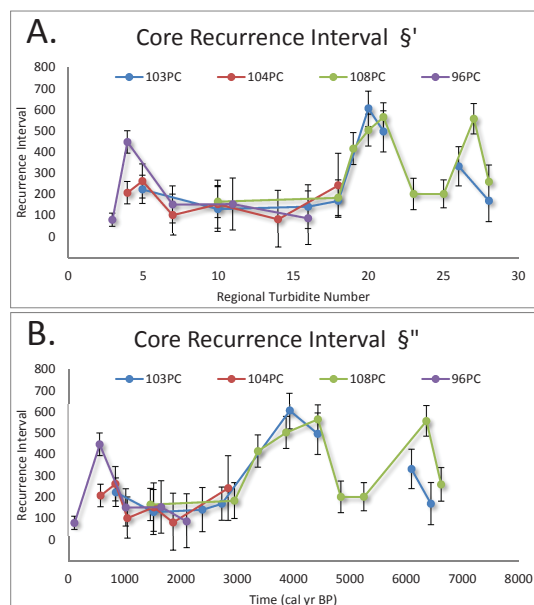 A.
Core Recurrence Interval §'
103PC 104PC 108PC 96PC
Recurrence Interval
800
700
600
500
400
300
200
100
0
0 5 10 15 20 25 30
Regional Turbidite Number
B.
Core Recurrence Interval §"
103PC 104PC 108PC 96PC
Recurrence Interval
800
700
600
500
400
300
200
100
0
0 1000 2000 3000 4000 5000 6000 7000 8000
Time (cal yr BP)